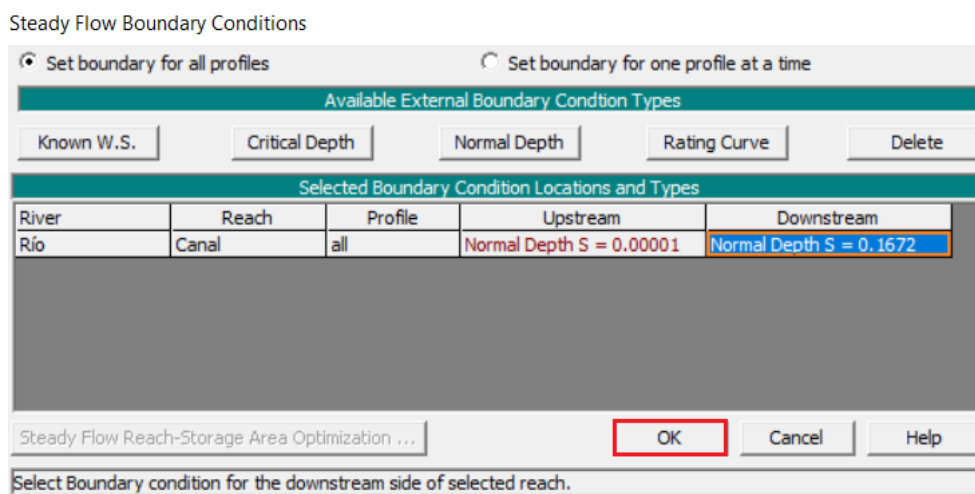 Steady Flow Boundary Conditions
Set boundary for all profiles Set boundary for one profile at a time
Available External Boundary Condtion Types
Known W.S. Critical Depth Normal Depth Rating Curve Delete
Selected Boundary Condition Locations and Types
River Reach Profile Upstream Downstream
Río Canal all Normal Depth S = 0.00001 Normal Depth S = 0.1672
Steady Flow Reach-Storage Area Optimization ... OK Cancel Help
Select Boundary condition for the downstream side of selected reach.